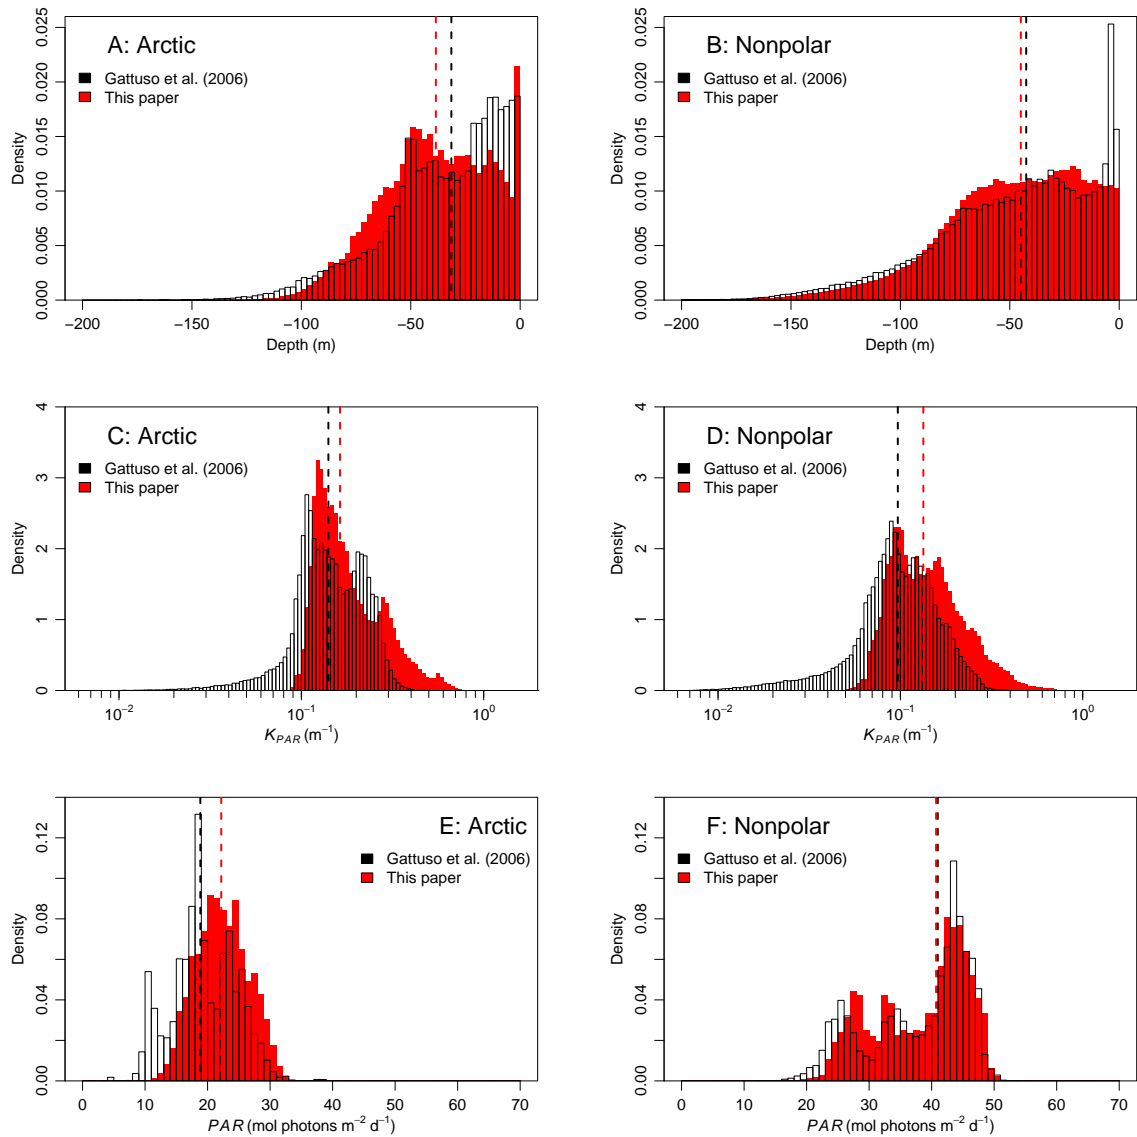 A: Arctic
Gattuso et al. (2006)
This paper
Density
0.000 0.005 0.010 0.015 0.020 0.025
−200 −150 −100 −50 0
Depth (m)
B: Nonpolar
Gattuso et al. (2006)
This paper
Density
0.000 0.005 0.010 0.015 0.020 0.025
−200 −150 −100 −50 0
Depth (m)
C: Arctic
Gattuso et al. (2006)
This paper
Density
0 1 2 3 4
10⁻² 10⁻¹ 10⁰
K_PAR (m⁻¹)
D: Nonpolar
Gattuso et al. (2006)
This paper
Density
0 1 2 3 4
10⁻² 10⁻¹ 10⁰
K_PAR (m⁻¹)
E: Arctic
Gattuso et al. (2006)
This paper
Density
0.00 0.04 0.08 0.12
0 10 20 30 40 50 60 70
PAR (mol photons m⁻² d⁻¹)
F: Nonpolar
Gattuso et al. (2006)
This paper
Density
0.00 0.04 0.08 0.12
0 10 20 30 40 50 60 70
PAR (mol photons m⁻² d⁻¹)